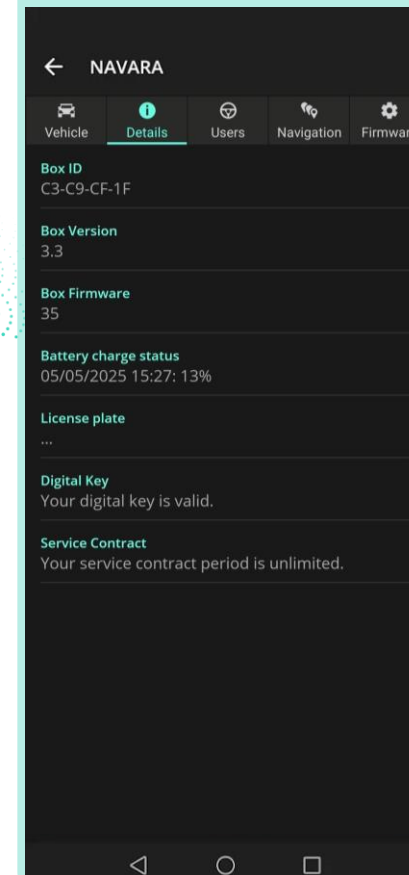 NAVARA
Vehicle Details Users Navigation Firmwar
Box ID
C3-C9-CF-1F
Box Version
3.3
Box Firmware
35
Battery charge status
05/05/2025 15:27: 13%
License plate
...
Digital Key
Your digital key is valid.
Service Contract
Your service contract period is unlimited.